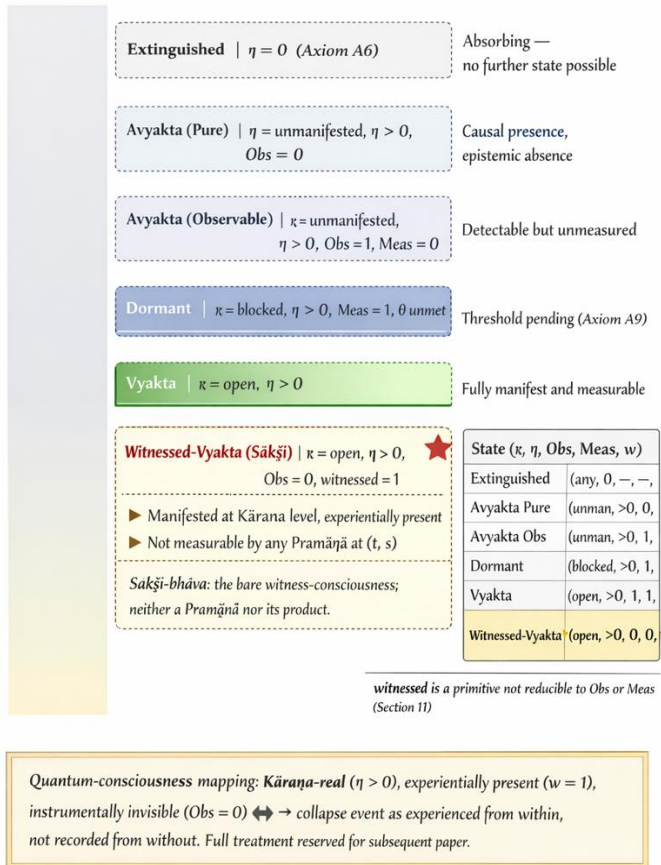 Extinguished | η = 0 (Axiom A6)
Absorbing —
no further state possible
Avyakta (Pure) | η = unmanifested, η > 0,
Obs = 0
Causal presence,
epistemic absence
Avyakta (Observable) | κ = unmanifested,
η > 0, Obs = 1, Meas = 0
Detectable but unmeasured
Dormant | κ = blocked, η > 0, Meas = 1, θ unmet
Threshold pending (Axiom A9)
Vyakta | κ = open, η > 0
Fully manifest and measurable
Witnessed-Vyakta (Sākṣī) | κ = open, η > 0,
Obs = 0, witnessed = 1
▶ Manifested at Kärana level, experientially present
▶ Not measurable by any Pramäṇä at (t, s)
Sākṣi-bhāva: the bare witness-consciousness;
neither a Pramāṇā nor its product.
State (κ, η, Obs, Meas, w)
Extinguished (any, 0, –, –,
Avyakta Pure (unman, >0, 0,
Avyakta Obs (unman, >0, 1,
Dormant (blocked, >0, 1,
Vyakta (open, >0, 1, 1,
Witnessed-Vyakta (open, >0, 0, 0,
witnessed is a primitive not reducible to Obs or Meas
(Section 11)
Quantum-consciousness mapping: Käraṇa-real (η > 0), experientially present (w = 1),
instrumentally invisible (Obs = 0) ⬌ → collapse event as experienced from within,
not recorded from without. Full treatment reserved for subsequent paper.